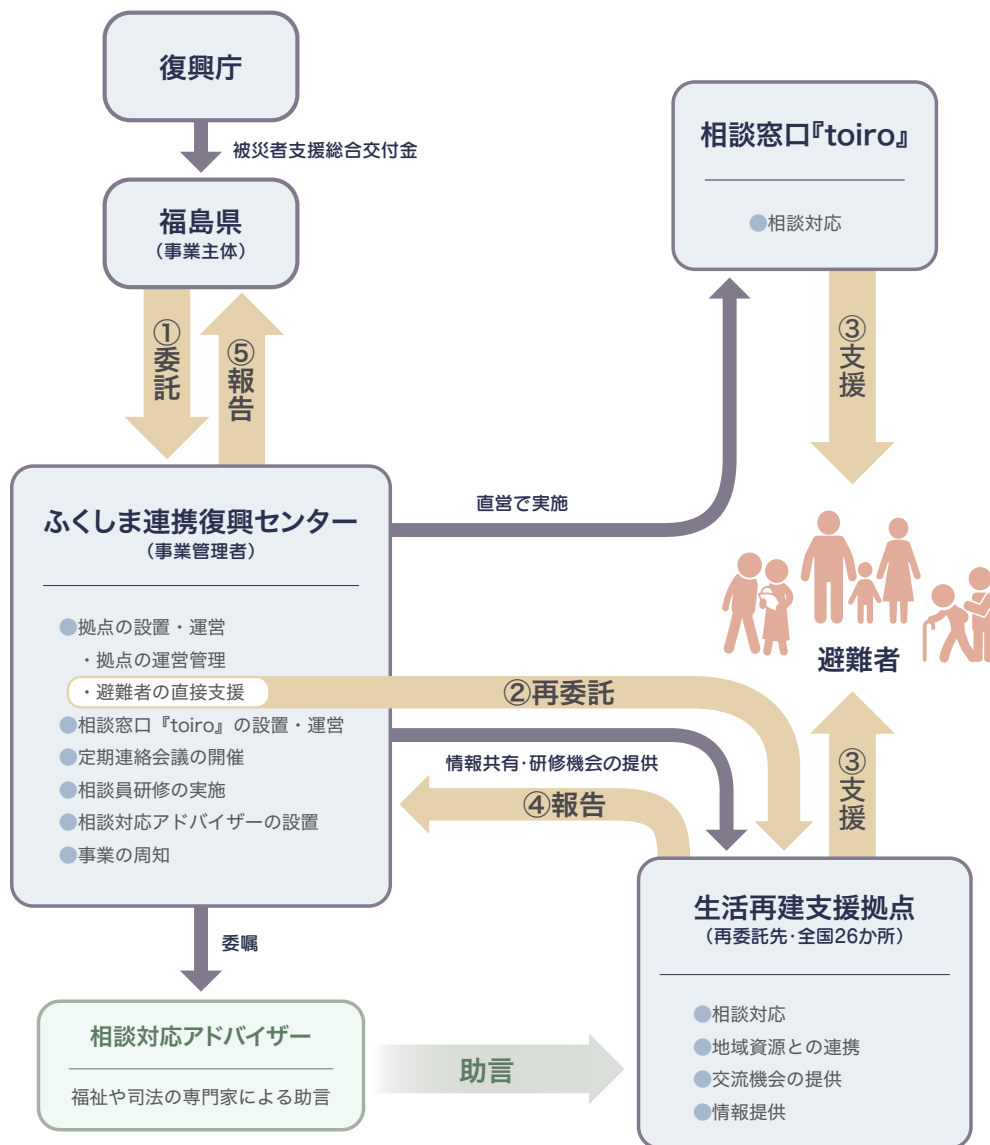 復興庁
被災者支援総合交付金
福島県
（事業主体）
①委託
⑤報告
相談窓口『toiro』
●相談対応
③支援
ふくしま連携復興センター
（事業管理者）
●拠点の設置・運営
・拠点の運営管理
・避難者の直接支援
●相談窓口『toiro』の設置・運営
●定期連絡会議の開催
●相談員研修の実施
●相談対応アドバイザーの設置
●事業の周知
直営で実施
避難者
②再委託
情報共有・研修機会の提供
④報告
③支援
生活再建支援拠点
（再委託先・全国26か所）
●相談対応
●地域資源との連携
●交流機会の提供
●情報提供
委嘱
相談対応アドバイザー
福祉や司法の専門家による助言
助言